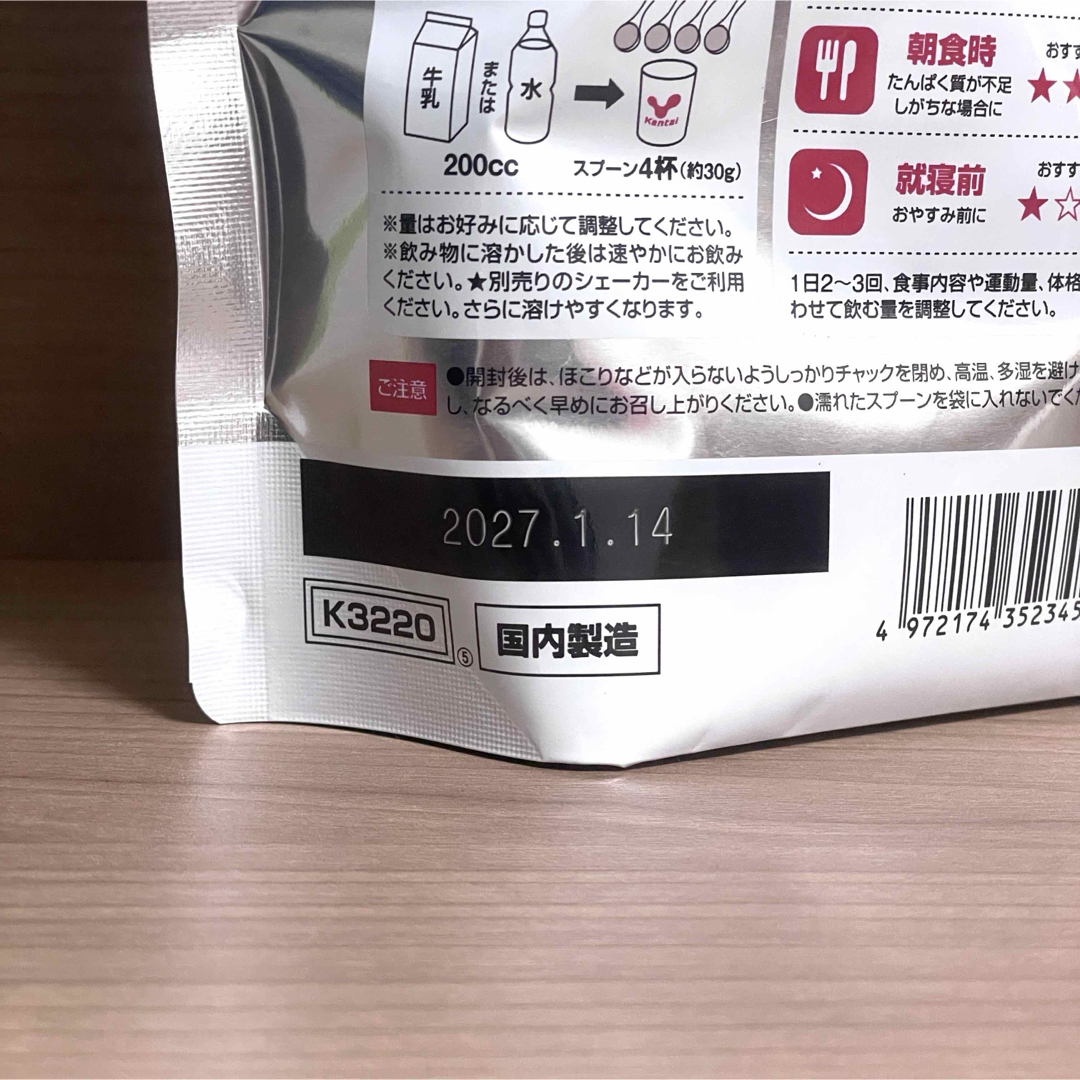 牛乳
または
水
Kentai
200cc
スプーン4杯(約30g)
※量はお好みに応じて調整してください。
※飲み物に溶かした後は速やかにお飲み
ください。★別売りのシェーカーをご利用
ください。さらに溶けやすくなります。
朝食時
おすす
たんぱく質が不足
しがちな場合に
★★
就寝前
おすす
おやすみ前に
★☆
1日2〜3回、食事内容や運動量、体格
わせて飲む量を調整してください。
ご注意
●開封後は、ほこりなどが入らないようしっかりチャックを閉め、高温、多湿を避け
し、なるべく早めにお召し上がりください。●濡れたスプーンを袋に入れないでくだ
2027.1.14
K3220
⑤
国内製造
4 972174 352345